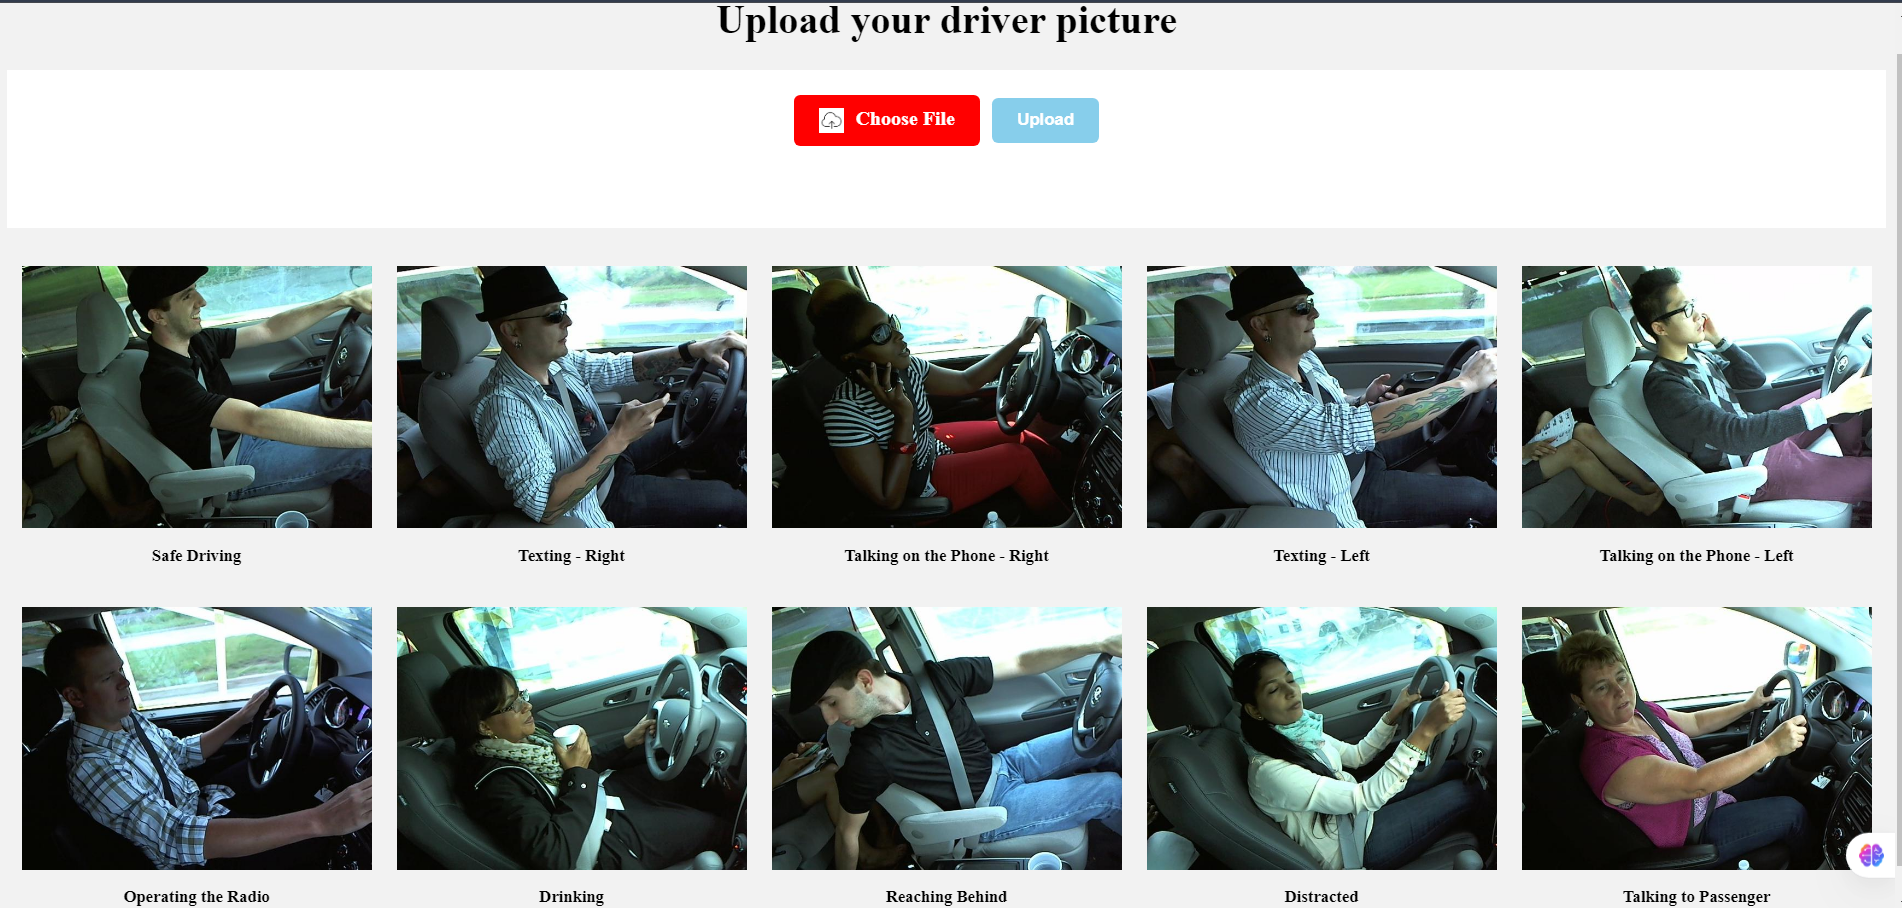 Upload your driver picture
Choose File
Upload
Safe Driving
Texting - Right
Talking on the Phone - Right
Texting - Left
Talking on the Phone - Left
Operating the Radio
Drinking
Reaching Behind
Distracted
Talking to Passenger